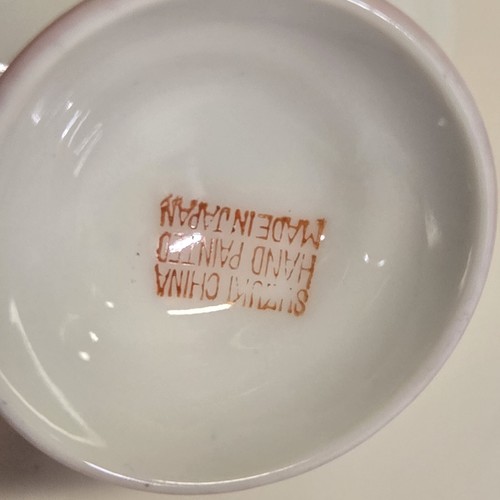 SUZUKI CHINA
HAND PAINTED
MADE IN JAPAN